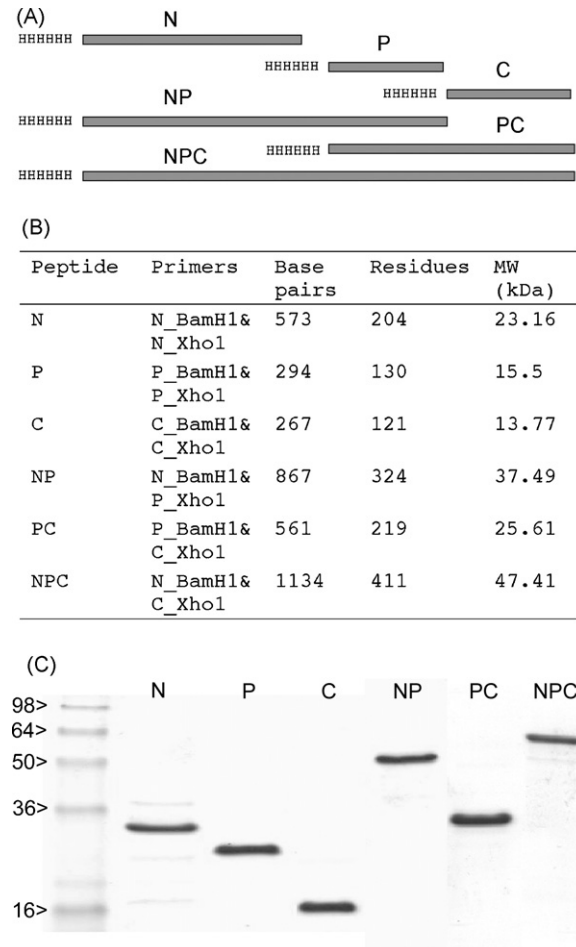 (A)
N
HHHHHH
P
HHHHHH
C
HHHHHH
NP
HHHHHH
PC
HHHHHH
NPC
HHHHHH
(B)
Peptide Primers Base pairs Residues MW (kDa)
N N_BamH1& N_Xho1 573 204 23.16
P P_BamH1& P_Xho1 294 130 15.5
C C_BamH1& C_Xho1 267 121 13.77
NP N_BamH1& P_Xho1 867 324 37.49
PC P_BamH1& C_Xho1 561 219 25.61
NPC N_BamH1& C_Xho1 1134 411 47.41
(C)
N P C NP PC NPC
98>
64>
50>
36>
16>